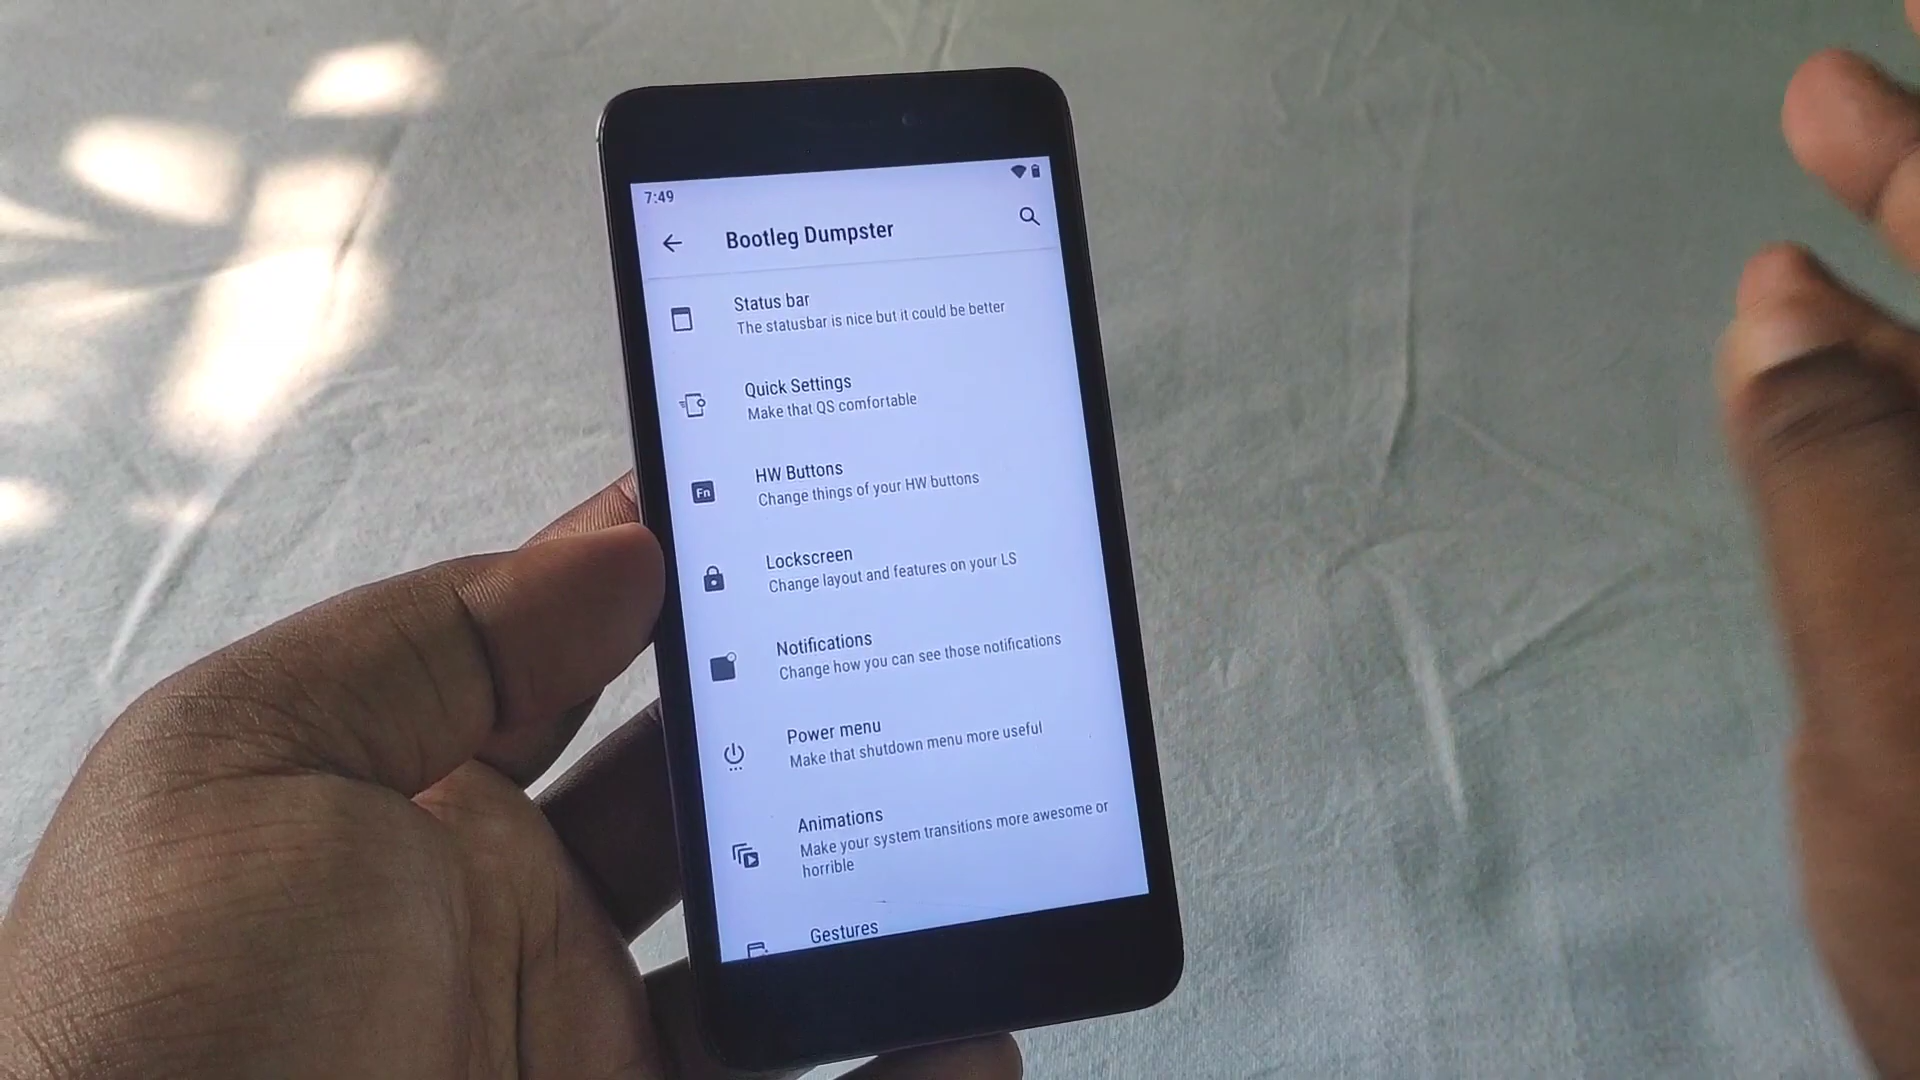 7:49
Bootleg Dumpster
Status bar
The statusbar is nice but it could be better
Quick Settings
Make that QS comfortable
Fn
HW Buttons
Change things of your HW buttons
Lockscreen
Change layout and features on your LS
Notifications
Change how you can see those notifications
Power menu
Make that shutdown menu more useful
Animations
Make your system transitions more awesome or
horrible
Gestures